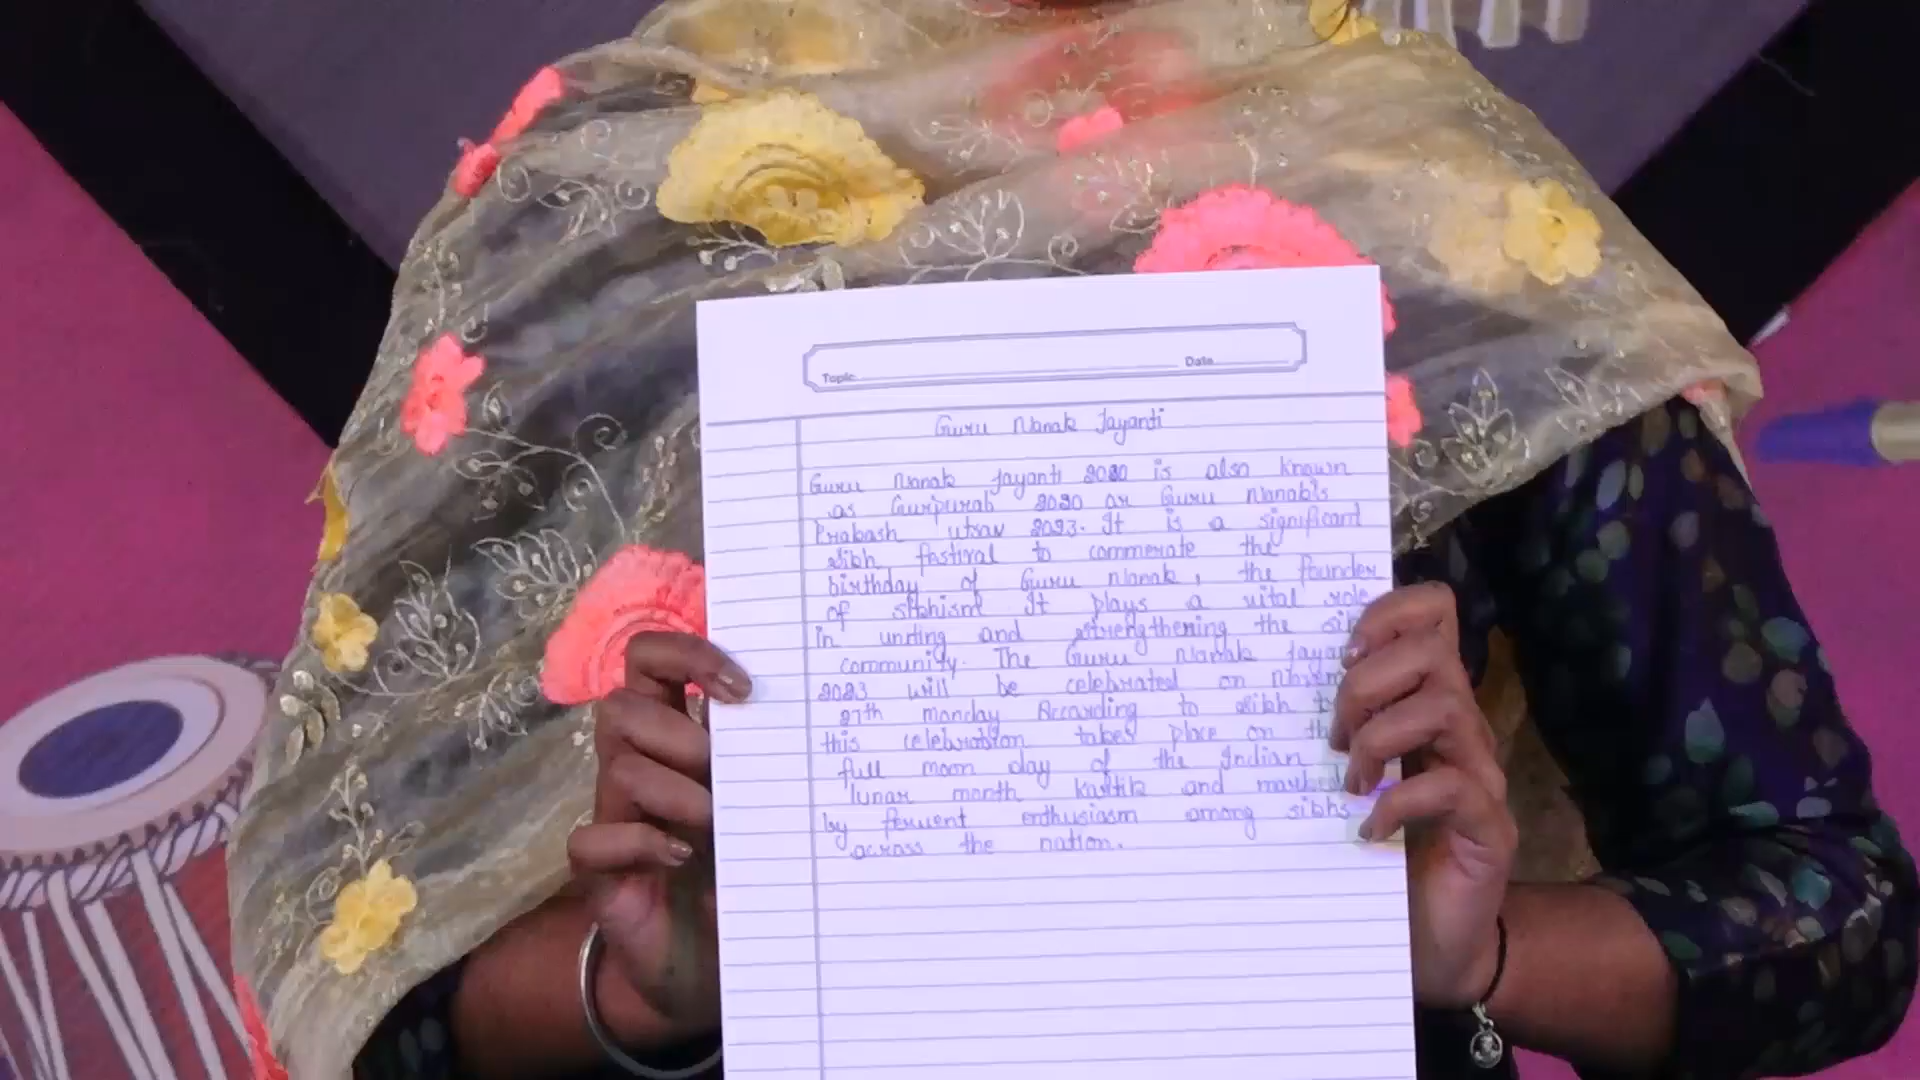 Topic Date
Guru Nanak Jayanti
Guru Nanak Jayanti 2020 is also known
as Gurpurab 2020 or Guru Nanak's
Prakash utsav 2023. It is a significant
sikh festival to commerate the
birthday of Guru Nanak, the founder
of sikhism It plays a vital role
in uniting and strengthening the
community. The Guru Nanak
2023 will be celebrated on
27th monday According to sikh
this celebration takes place on
full moon day of the Indian
lunar month kartik and marked
by fervent enthusiasm among sikhs
across the nation.